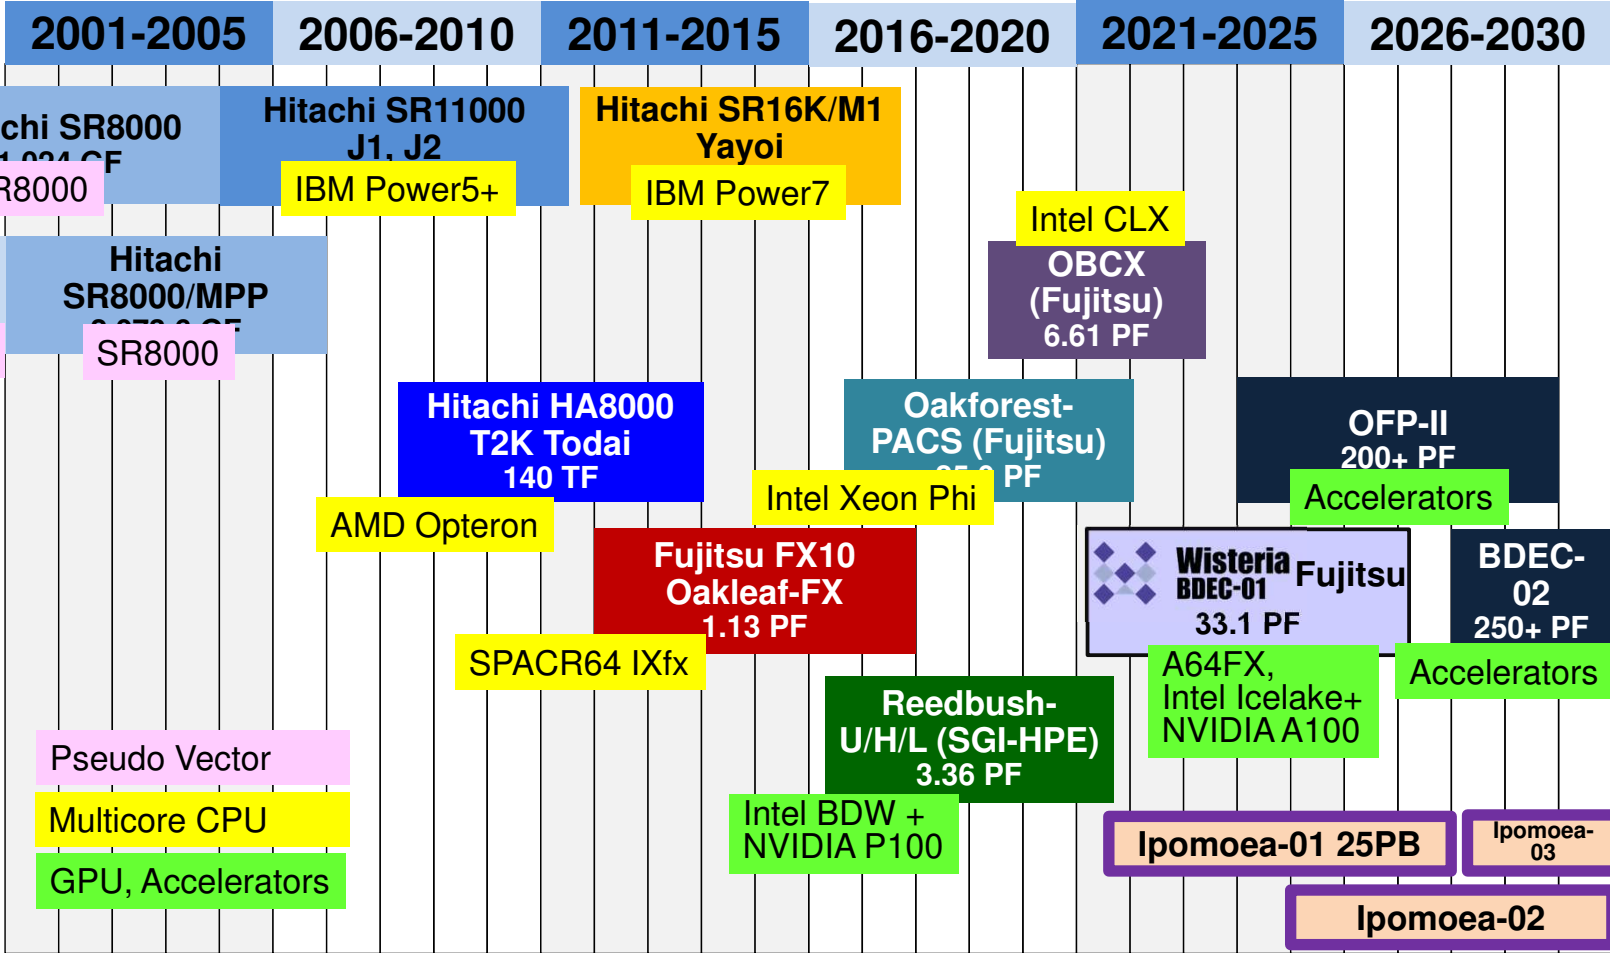 2001-2005
2006-2010
2011-2015
2016-2020
2021-2025
2026-2030
chi SR8000
R8000
Hitachi SR11000
J1, J2
IBM Power5+
Hitachi SR16K/M1
Yayoi
IBM Power7
Intel CLX
OBCX
(Fujitsu)
6.61 PF
Hitachi
SR8000/MPP
SR8000
Hitachi HA8000
T2K Todai
140 TF
AMD Opteron
Oakforest-
PACS (Fujitsu)
PF
Intel Xeon Phi
OFP-II
200+ PF
Accelerators
Fujitsu FX10
Oakleaf-FX
1.13 PF
SPACR64 IXfx
Wisteria
BDEC-01
Fujitsu
33.1 PF
A64FX,
Intel Icelake+
NVIDIA A100
BDEC-
02
250+ PF
Accelerators
Reedbush-
U/H/L (SGI-HPE)
3.36 PF
Intel BDW +
NVIDIA P100
Pseudo Vector
Multicore CPU
GPU, Accelerators
Ipomoea-01 25PB
Ipomoea-
03
Ipomoea-02